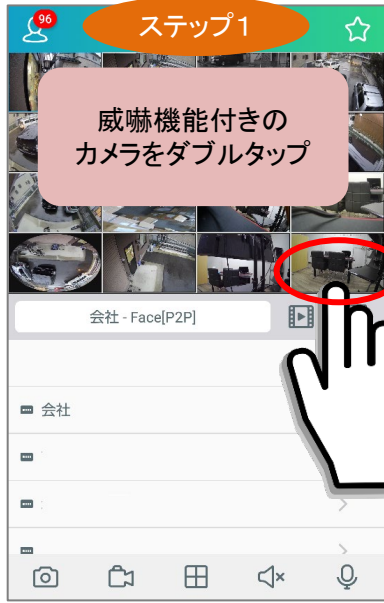 96
ステップ1
威嚇機能付きの
カメラをダブルタップ
会社 - Face[P2P]
会社